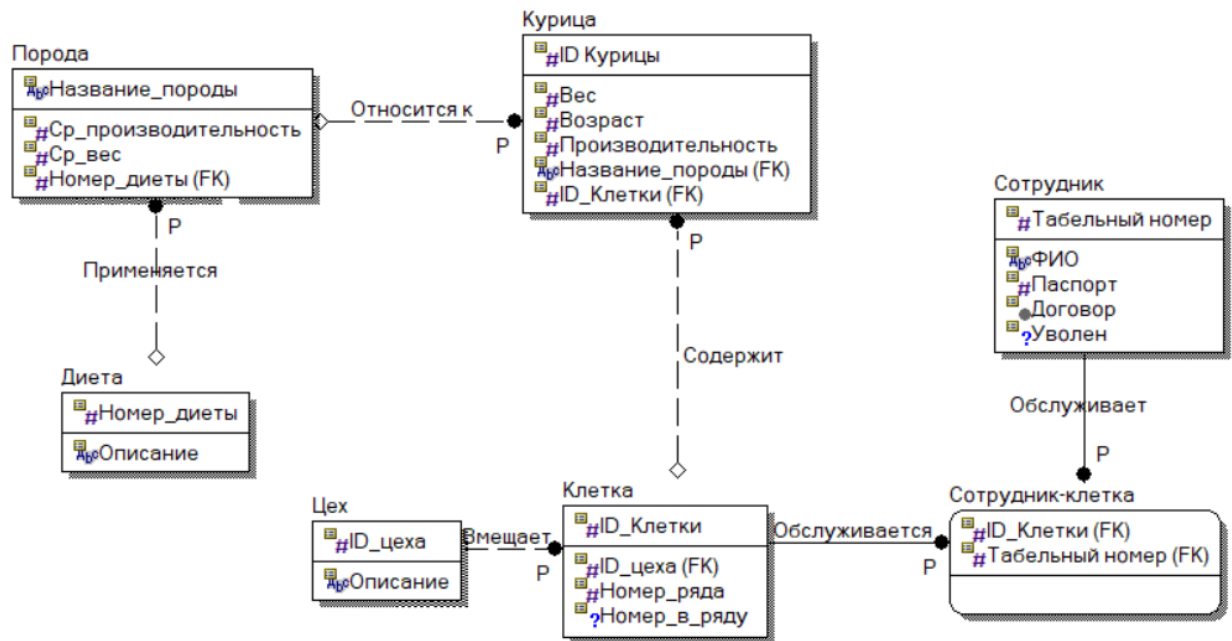 Порода
Название_породы
Ср_производительность
Ср_вес
Номер_диеты (FK)
Относится к
P
Курица
ID Курицы
Вес
Возраст
Производительность
Название_породы (FK)
ID_Клетки (FK)
P
Применяется
P
Диета
Номер_диеты
Описание
Содержит
Сотрудник
Табельный номер
ФИО
Паспорт
Договор
Уволен
Обслуживает
P
Цех
ID_цеха
Описание
Вмещает
P
Клетка
ID_Клетки
ID_цеха (FK)
Номер_ряда
Номер_в_ряду
Обслуживается
P
Сотрудник-клетка
ID_Клетки (FK)
Табельный номер (FK)